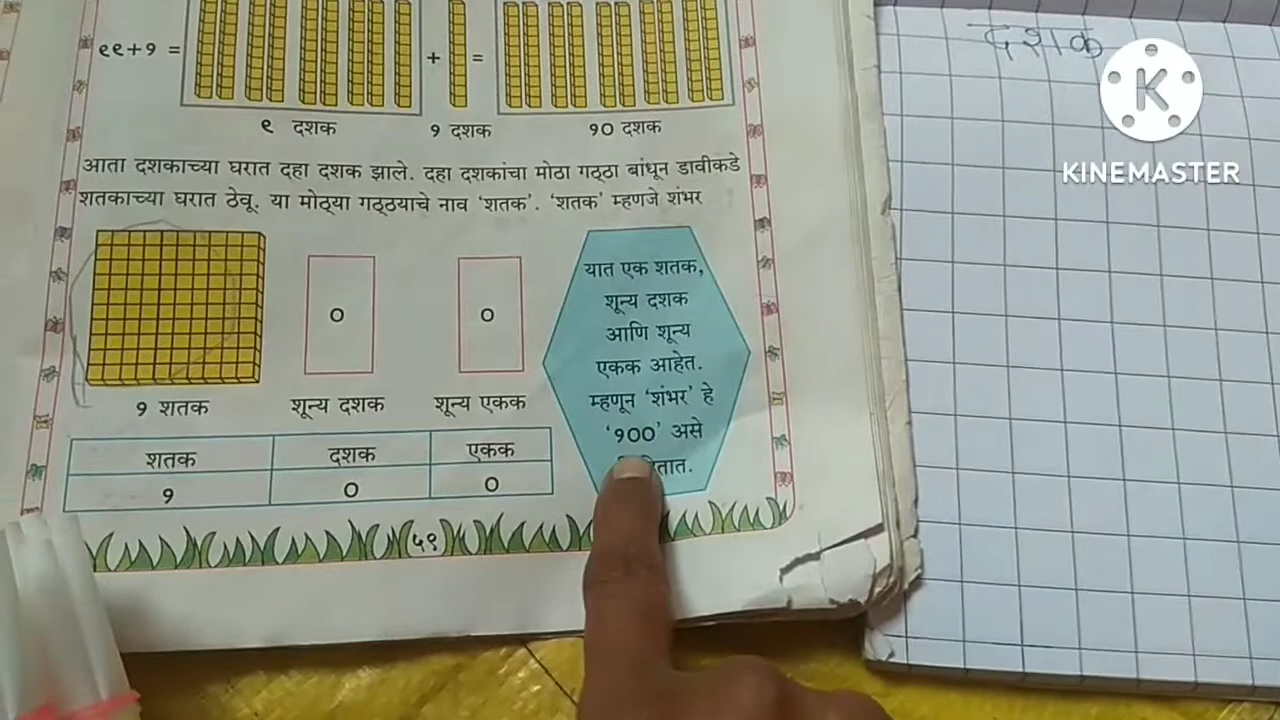 ९९+१ = + =
९ दशक १ दशक १० दशक
आता दशकाच्या घरात दहा दशक झाले. दहा दशकांचा मोठा गठ्ठा बांधून डावीकडे
शतकाच्या घरात ठेवू. या मोठ्या गठ्ठयाचे नाव ‘शतक’. ‘शतक’ म्हणजे शंभर
० ०
१ शतक शून्य दशक शून्य एकक
शतक दशक एकक
१ ० ०
यात एक शतक,
शून्य दशक
आणि शून्य
एकक आहेत.
म्हणून ‘शंभर’ हे
‘१००’ असे
५९
दशक
K
KINEMASTER